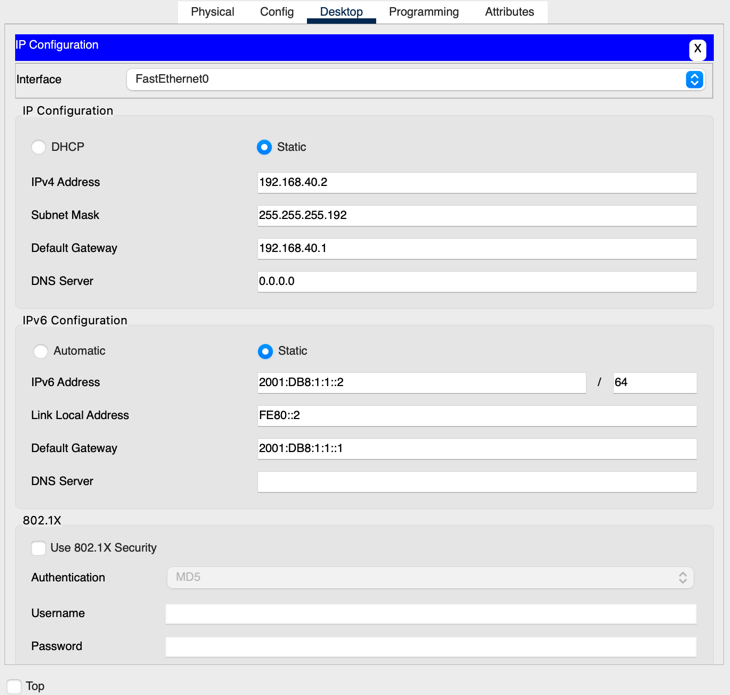 Physical Config Desktop Programming Attributes
IP Configuration
X
Interface FastEthernet0
IP Configuration
DHCP Static
IPv4 Address 192.168.40.2
Subnet Mask 255.255.255.192
Default Gateway 192.168.40.1
DNS Server 0.0.0.0
IPv6 Configuration
Automatic Static
IPv6 Address 2001:DB8:1:1::2 / 64
Link Local Address FE80::2
Default Gateway 2001:DB8:1:1::1
DNS Server
802.1X
Use 802.1X Security
Authentication MD5
Username
Password
Top